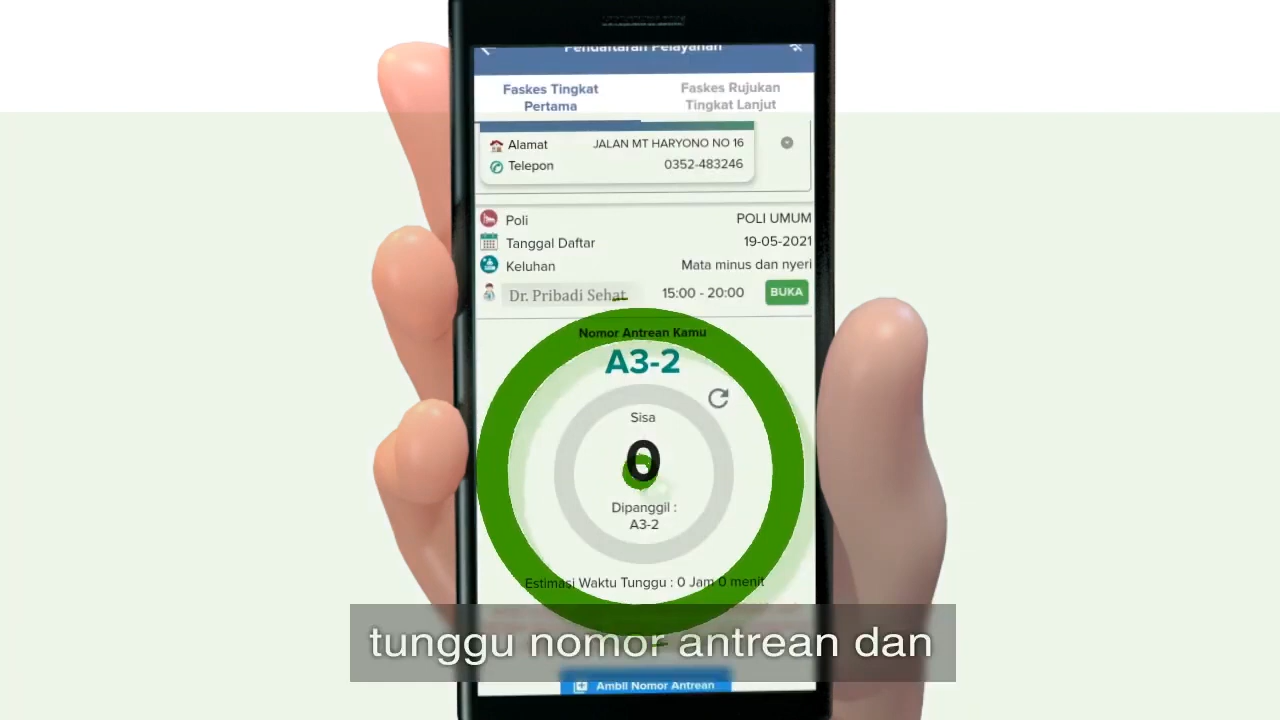 Pendaftaran Pelayanan
Faskes Tingkat Pertama
Faskes Rujukan Tingkat Lanjut
Alamat JALAN MT HARYONO NO 16
Telepon 0352-483246
Poli POLI UMUM
Tanggal Daftar 19-05-2021
Keluhan Mata minus dan nyeri
Dr. Pribadi Sehat 15:00 - 20:00 BUKA
Nomor Antrean Kamu
A3-2
Sisa
0
Dipanggil :
A3-2
Estimasi Waktu Tunggu : 0 Jam 0 menit
tunggu nomor antrean dan
Ambil Nomor Antrean